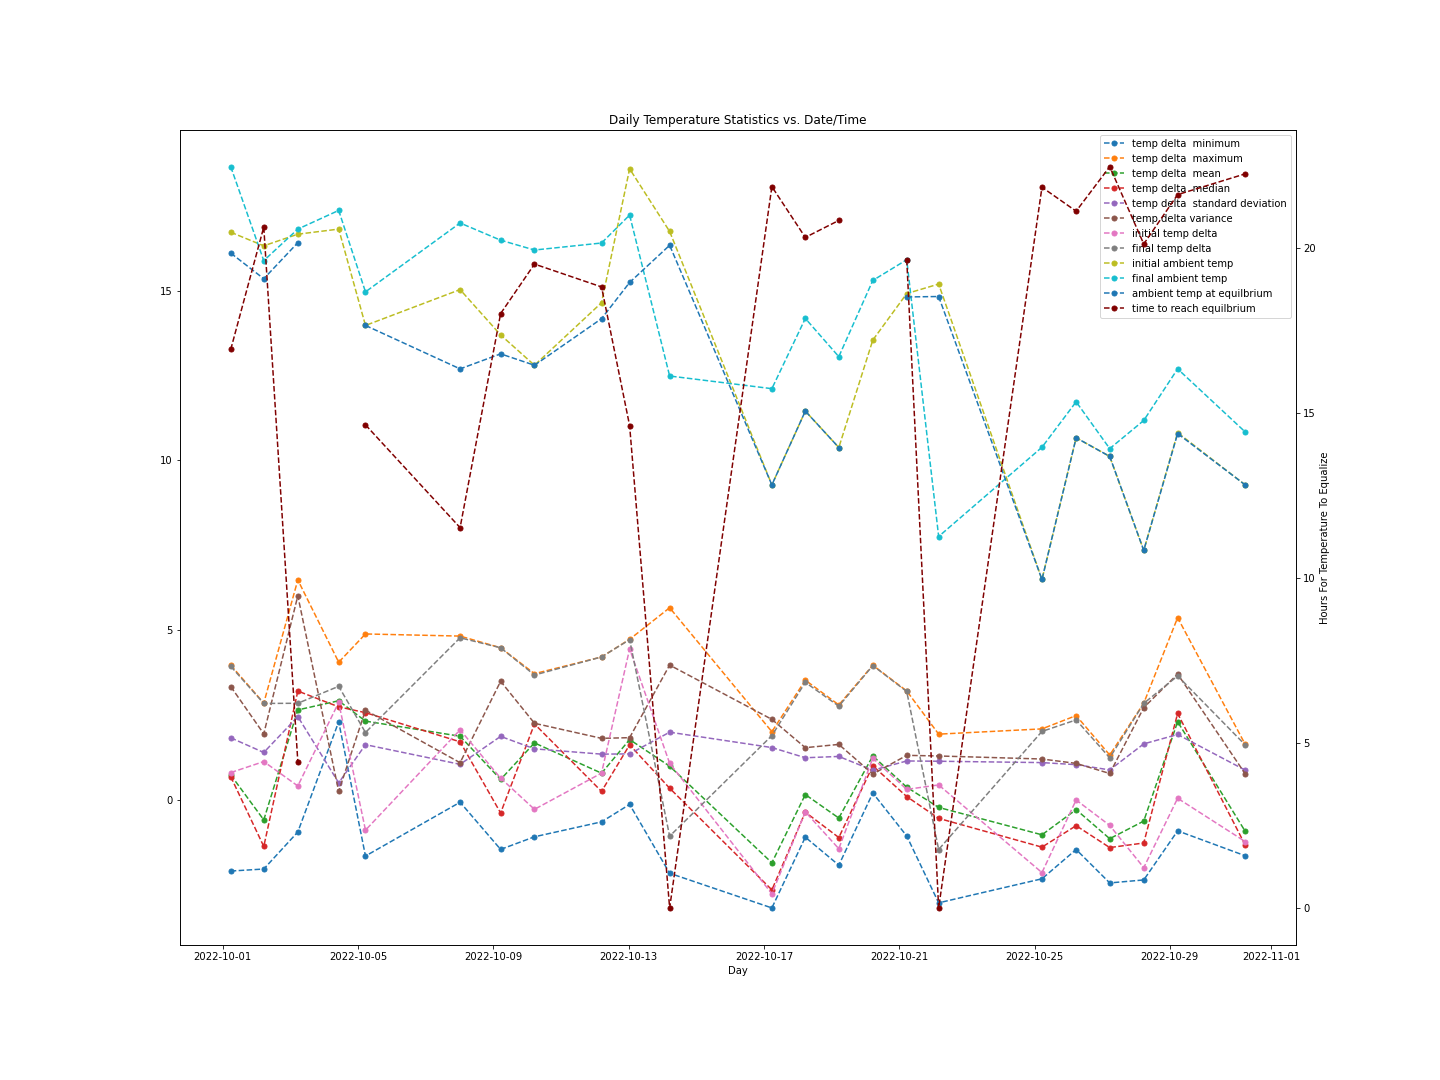 Daily Temperature Statistics vs. Date/Time
temp delta  minimum
temp delta  maximum
temp delta  mean
temp delta  median
temp delta  standard deviation
temp delta variance
initial temp delta
final temp delta
initial ambient temp
final ambient temp
ambient temp at equilbrium
time to reach equilbrium
15
10
5
0
20
15
10
5
0
Hours For Temperature To Equalize
2022-10-01
2022-10-05
2022-10-09
2022-10-13
2022-10-17
2022-10-21
2022-10-25
2022-10-29
2022-11-01
Day